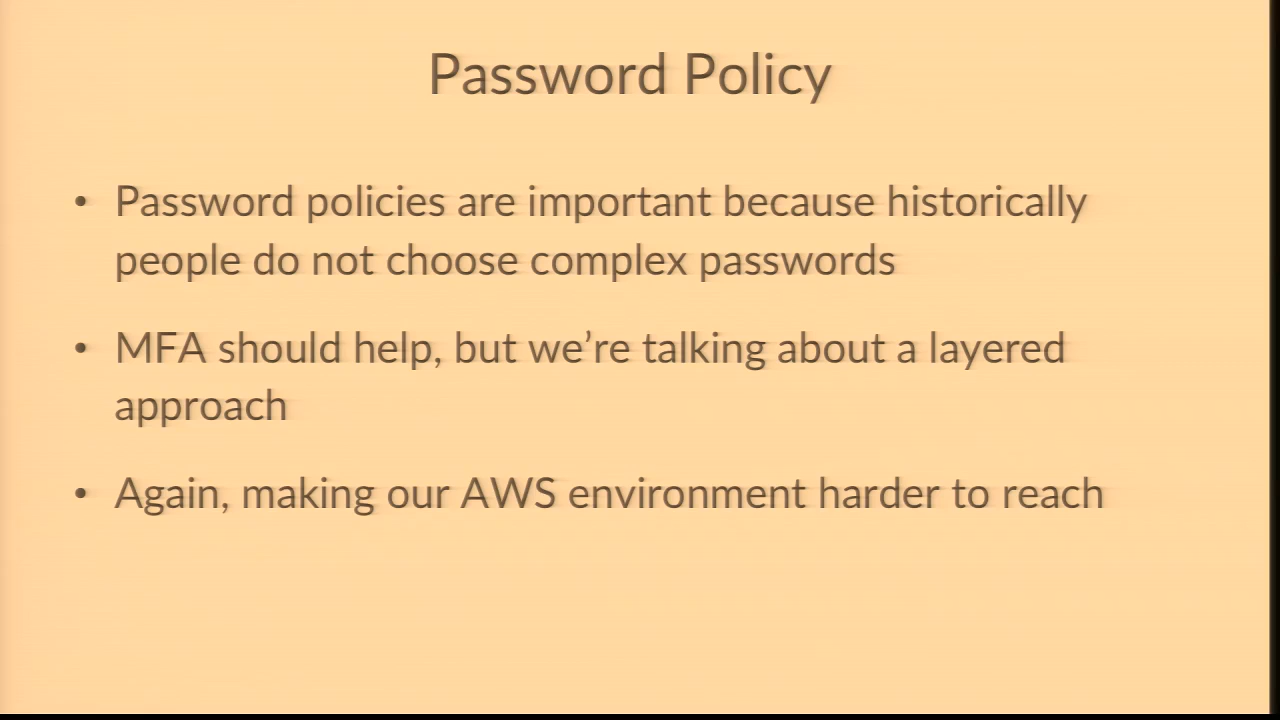 Password Policy
• Password policies are important because historically
people do not choose complex passwords
• MFA should help, but we’re talking about a layered
approach
• Again, making our AWS environment harder to reach